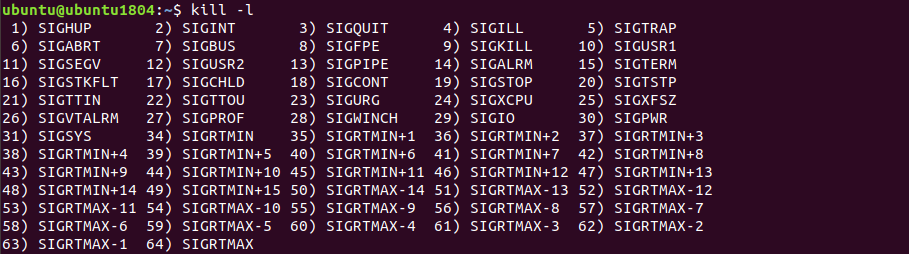 ubuntu@ubuntu1804:~$ kill -l
 1) SIGHUP       2) SIGINT       3) SIGQUIT      4) SIGILL       5) SIGTRAP
 6) SIGABRT      7) SIGBUS       8) SIGFPE       9) SIGKILL     10) SIGUSR1
11) SIGSEGV     12) SIGUSR2     13) SIGPIPE     14) SIGALRM     15) SIGTERM
16) SIGSTKFLT   17) SIGCHLD     18) SIGCONT     19) SIGSTOP     20) SIGTSTP
21) SIGTTIN     22) SIGTTOU     23) SIGURG      24) SIGXCPU     25) SIGXFSZ
26) SIGVTALRM   27) SIGPROF     28) SIGWINCH    29) SIGIO       30) SIGPWR
31) SIGSYS      34) SIGRTMIN    35) SIGRTMIN+1  36) SIGRTMIN+2  37) SIGRTMIN+3
38) SIGRTMIN+4  39) SIGRTMIN+5  40) SIGRTMIN+6  41) SIGRTMIN+7  42) SIGRTMIN+8
43) SIGRTMIN+9  44) SIGRTMIN+10 45) SIGRTMIN+11 46) SIGRTMIN+12 47) SIGRTMIN+13
48) SIGRTMIN+14 49) SIGRTMIN+15 50) SIGRTMAX-14 51) SIGRTMAX-13 52) SIGRTMAX-12
53) SIGRTMAX-11 54) SIGRTMAX-10 55) SIGRTMAX-9  56) SIGRTMAX-8  57) SIGRTMAX-7
58) SIGRTMAX-6  59) SIGRTMAX-5  60) SIGRTMAX-4  61) SIGRTMAX-3  62) SIGRTMAX-2
63) SIGRTMAX-1  64) SIGRTMAX